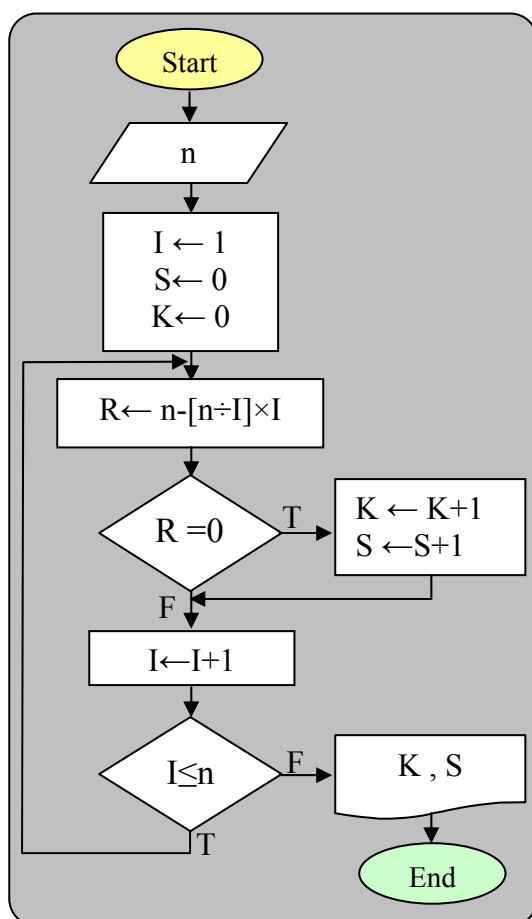 Start
n
I ← 1
S← 0
K← 0
R← n-[n÷I]×I
R =0
T
K ← K+1
S ←S+1
F
I←I+1
I≤n
F
K , S
T
End